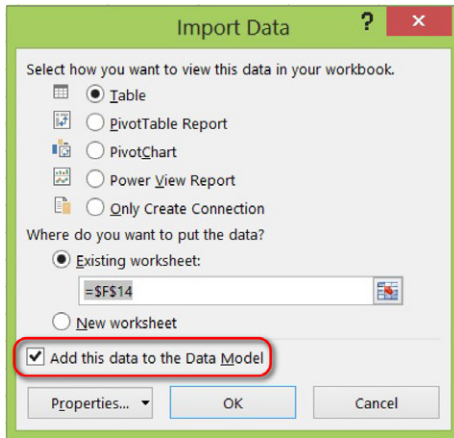 Import Data ? ×
Select how you want to view this data in your workbook.
Table
PivotTable Report
PivotChart
Power View Report
Only Create Connection
Where do you want to put the data?
Existing worksheet:
=$F$14
New worksheet
Add this data to the Data Model
Properties... OK Cancel